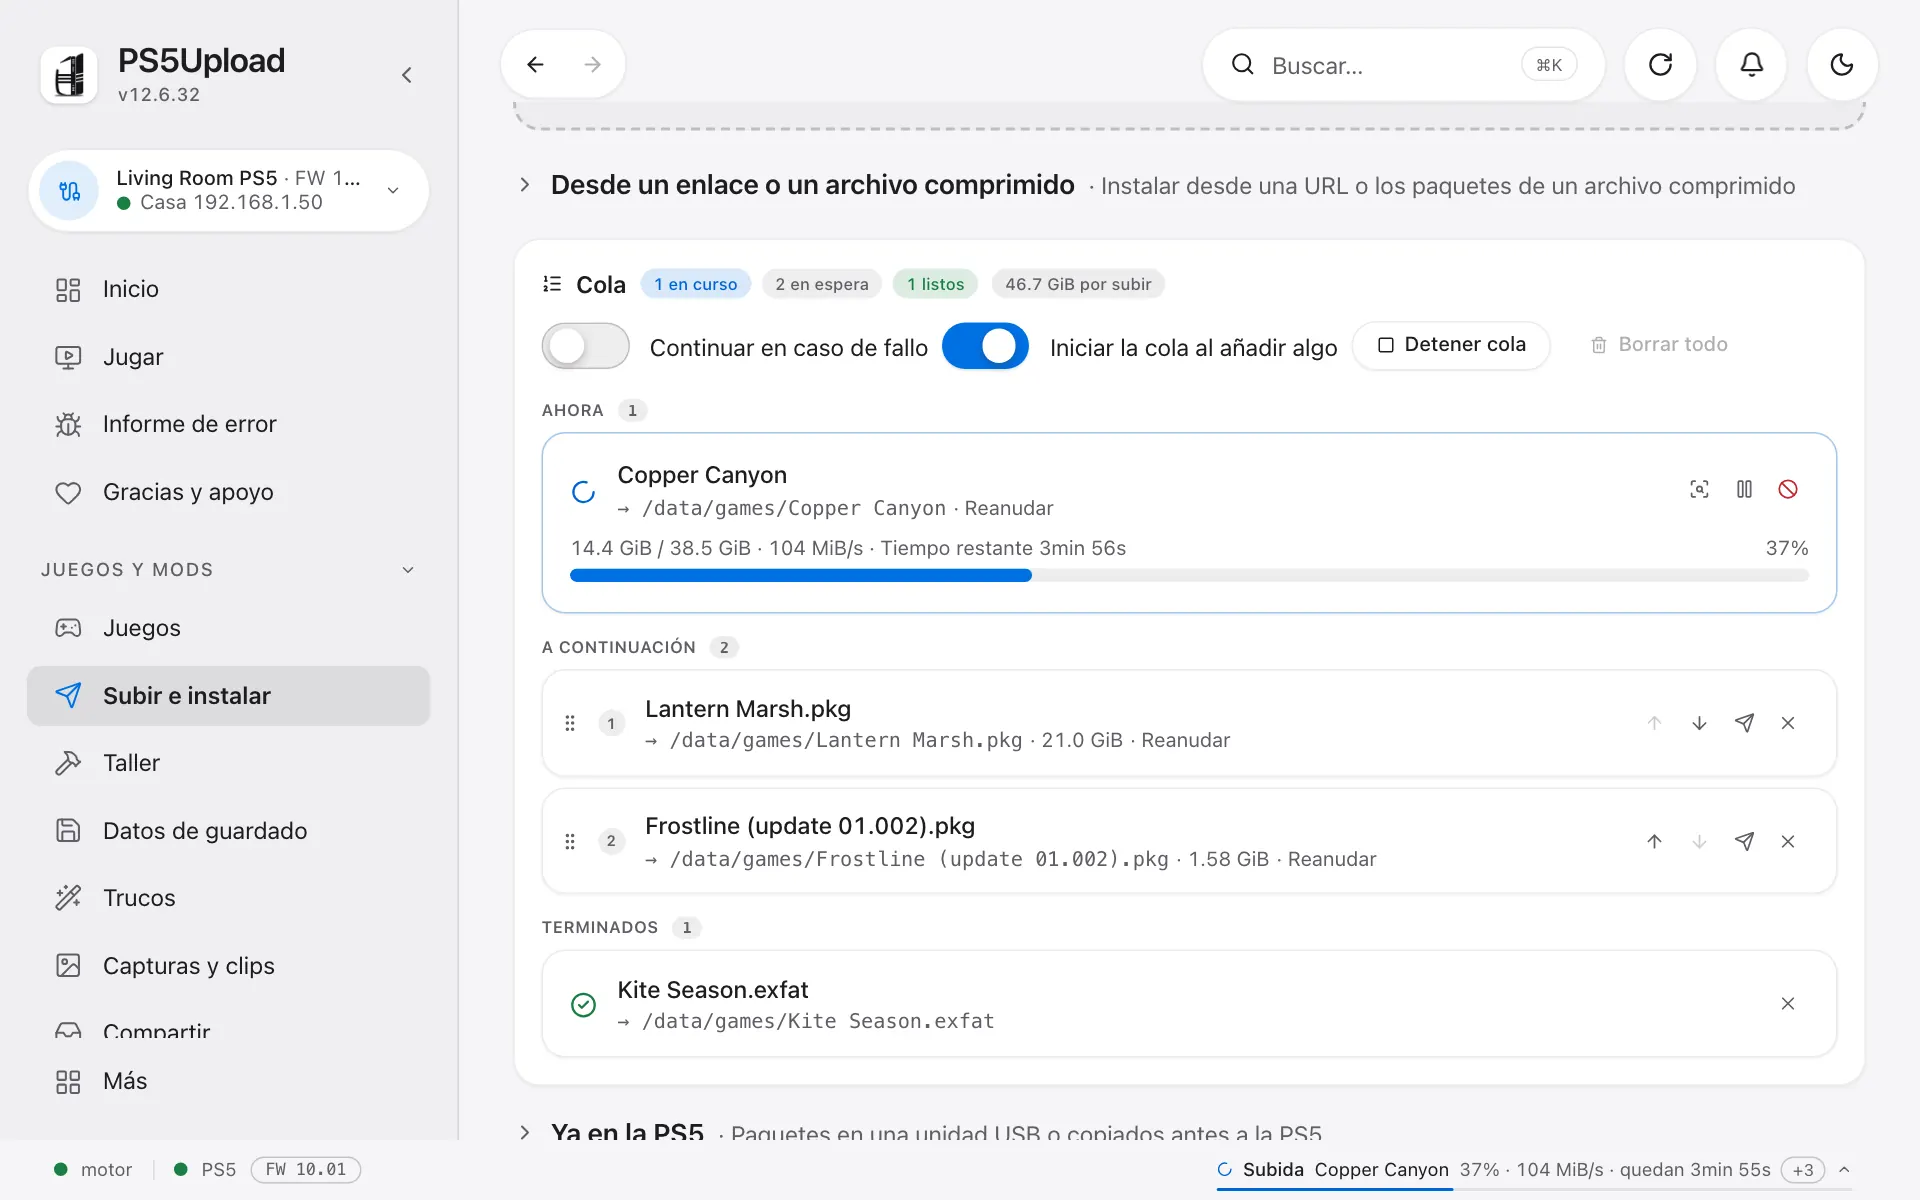 PS5Upload
v12.6.32
Buscar...
⌘K
Living Room PS5 · FW 1...
Casa 192.168.1.50
Inicio
Jugar
Informe de error
Gracias y apoyo
JUEGOS Y MODS
Juegos
Subir e instalar
Taller
Datos de guardado
Trucos
Capturas y clips
Compartir
Más
Desde un enlace o un archivo comprimido · Instalar desde una URL o los paquetes de un archivo comprimido
Cola 1 en curso 2 en espera 1 listos 46.7 GiB por subir
Continuar en caso de fallo Iniciar la cola al añadir algo Detener cola Borrar todo
AHORA 1
Copper Canyon
→ /data/games/Copper Canyon · Reanudar
14.4 GiB / 38.5 GiB · 104 MiB/s · Tiempo restante 3min 56s 37%
A CONTINUACIÓN 2
1 Lantern Marsh.pkg
→ /data/games/Lantern Marsh.pkg · 21.0 GiB · Reanudar
2 Frostline (update 01.002).pkg
→ /data/games/Frostline (update 01.002).pkg · 1.58 GiB · Reanudar
TERMINADOS 1
Kite Season.exfat
→ /data/games/Kite Season.exfat
Ya en la PS5 · Paquetes en una unidad USB o copiados antes a la PS5
motor PS5 FW 10.01
Subida Copper Canyon 37% · 104 MiB/s · quedan 3min 55s +3